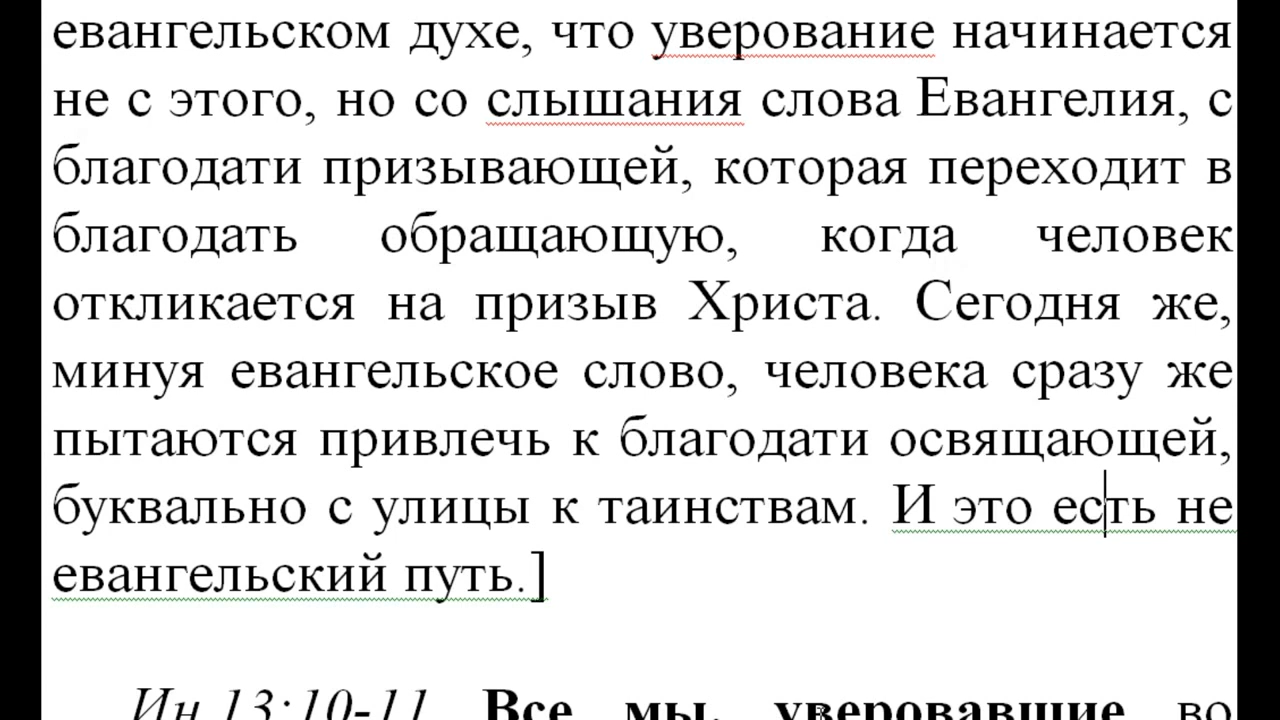 евангельском духе, что уверование начинается
не с этого, но со слышания слова Евангелия, с
благодати призывающей, которая переходит в
благодать обращающую, когда человек
откликается на призыв Христа. Сегодня же,
минуя евангельское слово, человека сразу же
пытаются привлечь к благодати освящающей,
буквально с улицы к таинствам. И это есть не
евангельский путь.]
Ин 13:10-11 Все мы, уверовавшие во